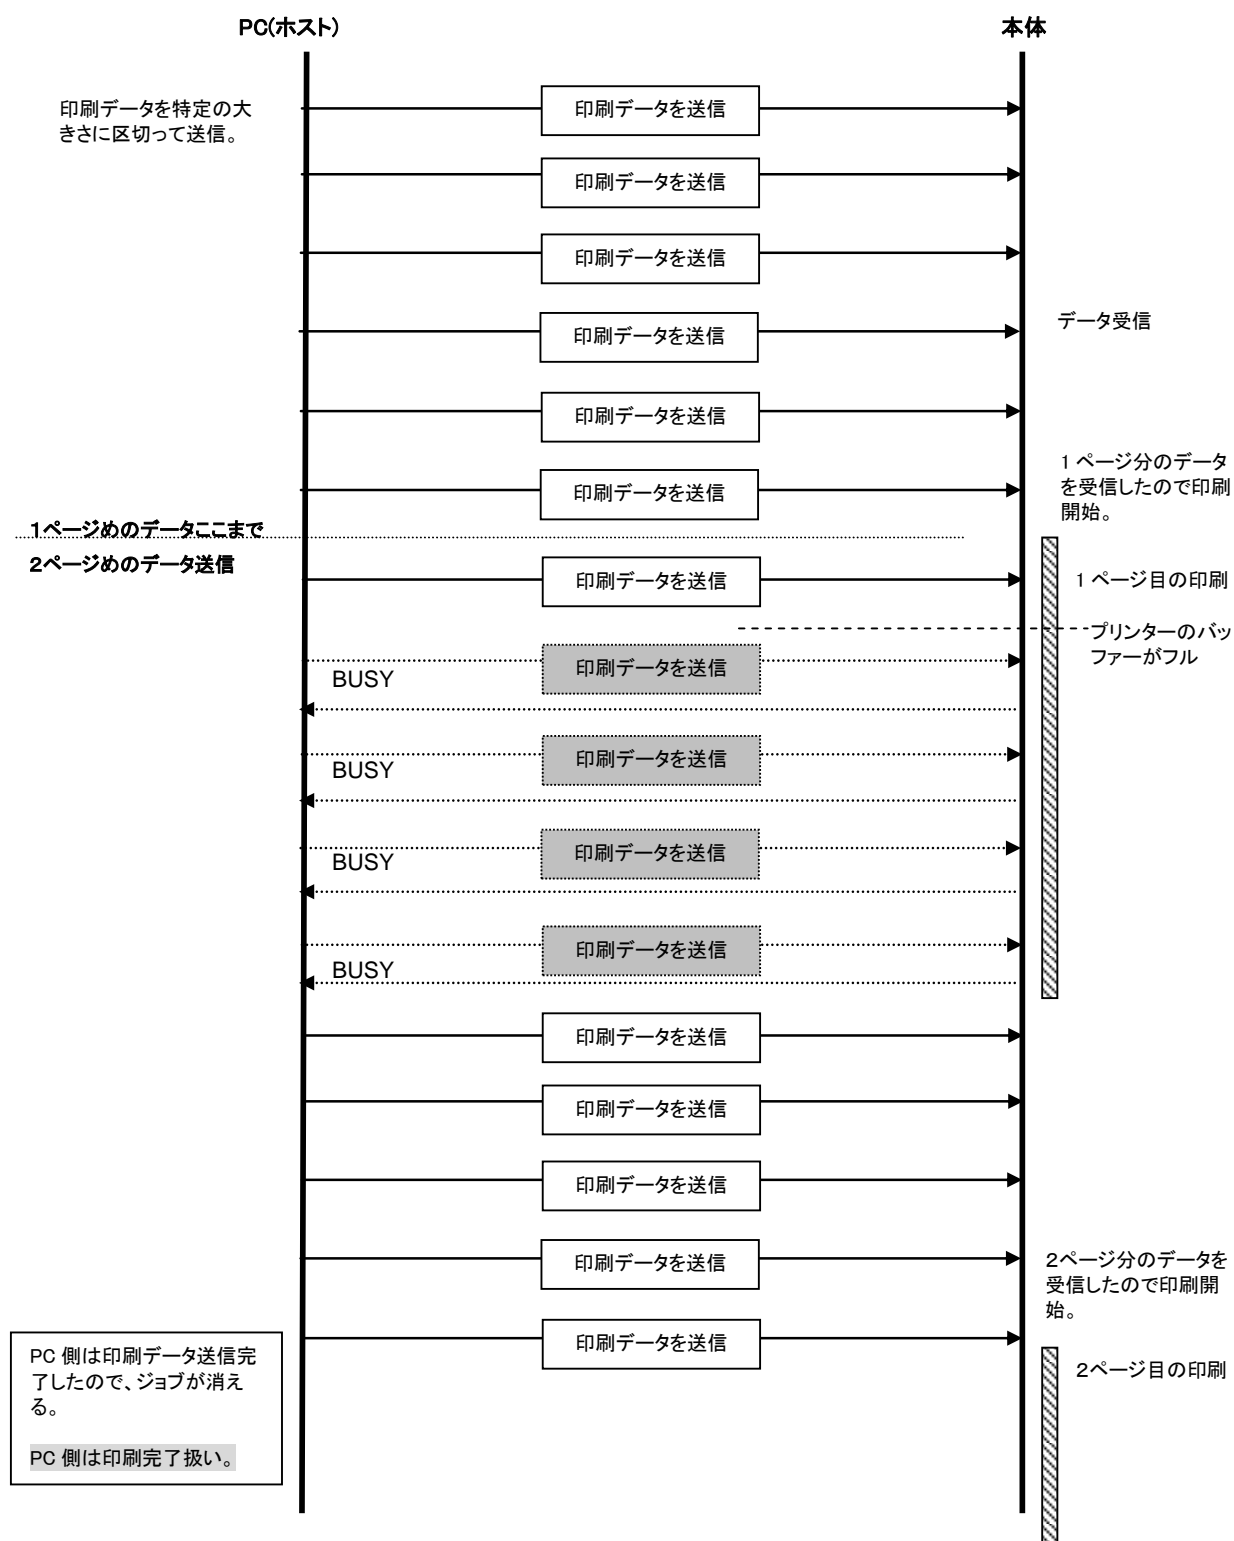 PC(ホスト)
本体
印刷データを特定の大
きさに区切って送信。
印刷データを送信
印刷データを送信
印刷データを送信
印刷データを送信
データ受信
印刷データを送信
印刷データを送信
1 ページ分のデータ
を受信したので印刷
開始。
1ページめのデータここまで
2ページめのデータ送信
印刷データを送信
1 ページ目の印刷
プリンターのバッ
ファーがフル
印刷データを送信
BUSY
印刷データを送信
BUSY
印刷データを送信
BUSY
印刷データを送信
BUSY
印刷データを送信
印刷データを送信
印刷データを送信
印刷データを送信
2ページ分のデータを
受信したので印刷開
始。
印刷データを送信
PC 側は印刷データ送信完
了したので、ジョブが消え
る。
PC 側は印刷完了扱い。
2ページ目の印刷